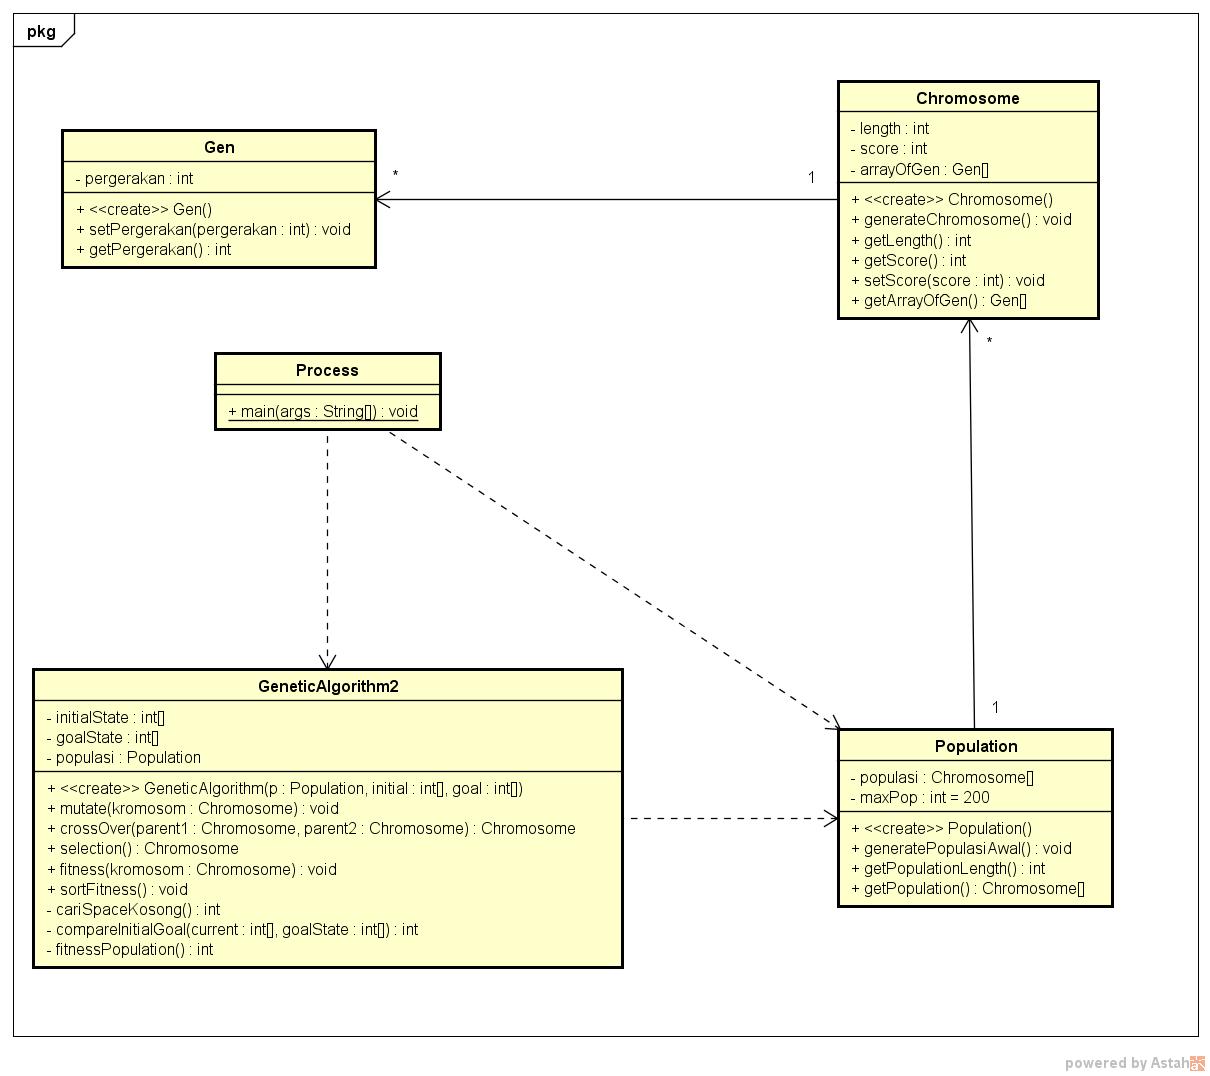 pkg
Gen
- pergerakan : int
+ <<create>> Gen()
+ setPergerakan(pergerakan : int) : void
+ getPergerakan() : int
*
1
Chromosome
- length : int
- score : int
- arrayOfGen : Gen[]
+ <<create>> Chromosome()
+ generateChromosome() : void
+ getLength() : int
+ getScore() : int
+ setScore(score : int) : void
+ getArrayOfGen() : Gen[]
*
Process
+ main(args : String[]) : void
1
GeneticAlgorithm2
- initialState : int[]
- goalState : int[]
- populasi : Population
+ <<create>> GeneticAlgorithm(p : Population, initial : int[], goal : int[])
+ mutate(kromosom : Chromosome) : void
+ crossOver(parent1 : Chromosome, parent2 : Chromosome) : Chromosome
+ selection() : Chromosome
+ fitness(kromosom : Chromosome) : void
+ sortFitness() : void
- cariSpaceKosong() : int
- compareInitialGoal(current : int[], goalState : int[]) : int
- fitnessPopulation() : int
Population
- populasi : Chromosome[]
- maxPop : int = 200
+ <<create>> Population()
+ generatePopulasiAwal() : void
+ getPopulationLength() : int
+ getPopulation() : Chromosome[]
powered by Astah